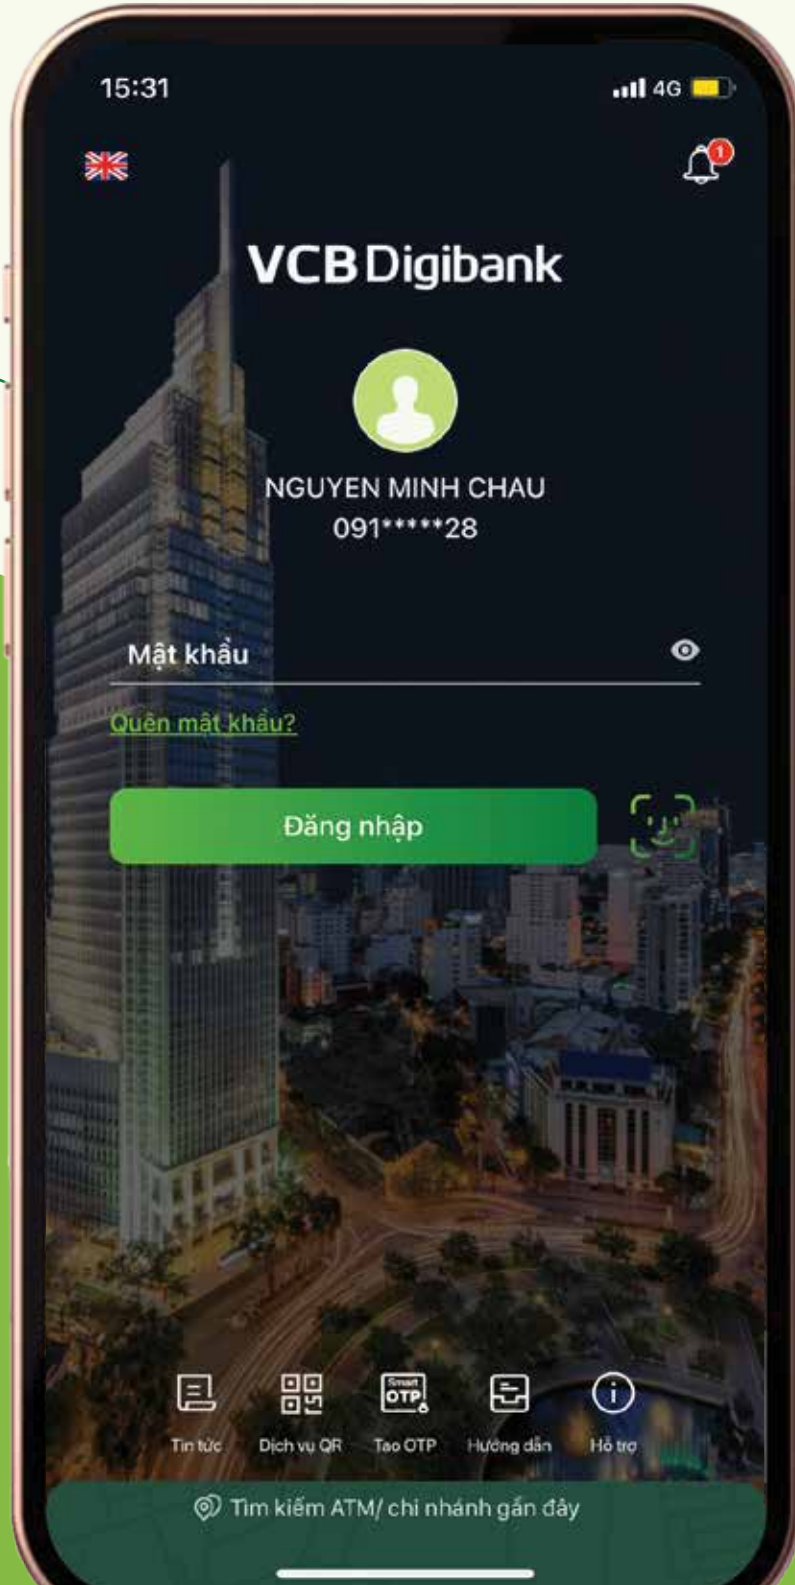 15:31
4G
1
VCB Digibank
NGUYEN MINH CHAU
091*****28
Mật khẩu
Quên mật khẩu?
Đăng nhập
Smart
OTP
Tin tức
Dịch vụ QR
Tạo OTP
Hướng dẫn
Hỗ trợ
Tìm kiếm ATM/ chi nhánh gần đây